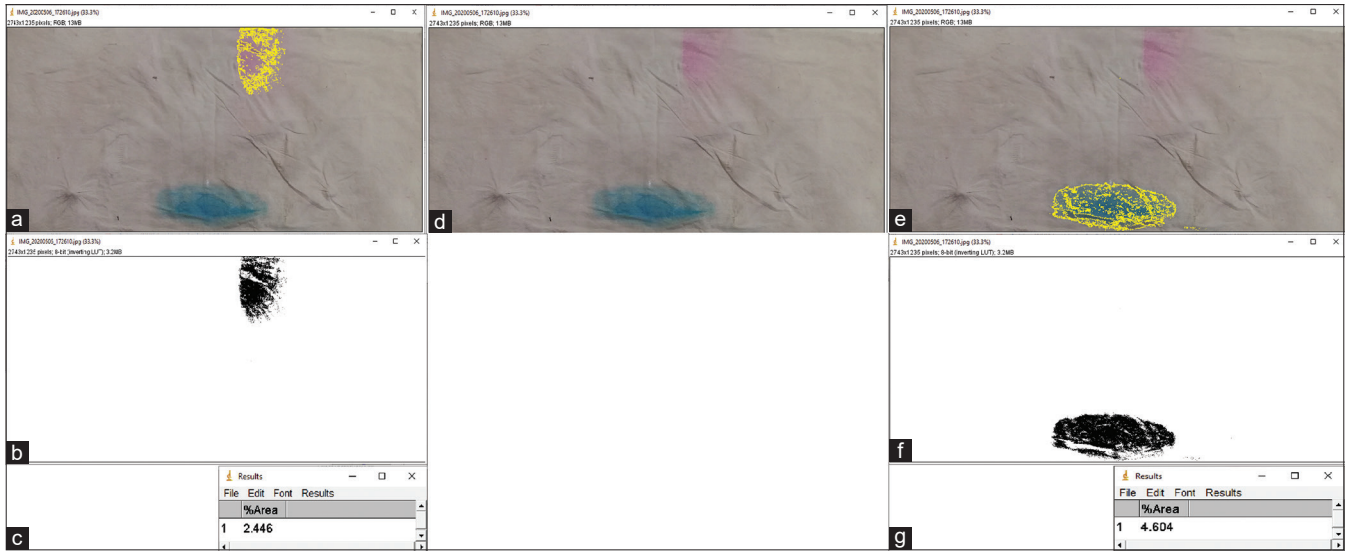 IMG_20200506_172610.jpg (33.3%)
2743x1235 pixels; RGB; 13MB
a
IMG_20200506_172610.jpg (33.3%)
2743x1235 pixels; 8-bit (inverting LUT); 3.2MB
b
Results
File Edit Font Results
%Area
1 2.446
c
IMG_20200506_172610.jpg (33.3%)
2743x1235 pixels; RGB; 13MB
d
IMG_20200506_172610.jpg (33.3%)
2743x1235 pixels; RGB; 13MB
e
IMG_20200506_172610.jpg (33.3%)
2743x1235 pixels; 8-bit (inverting LUT); 3.2MB
f
Results
File Edit Font Results
%Area
1 4.604
g